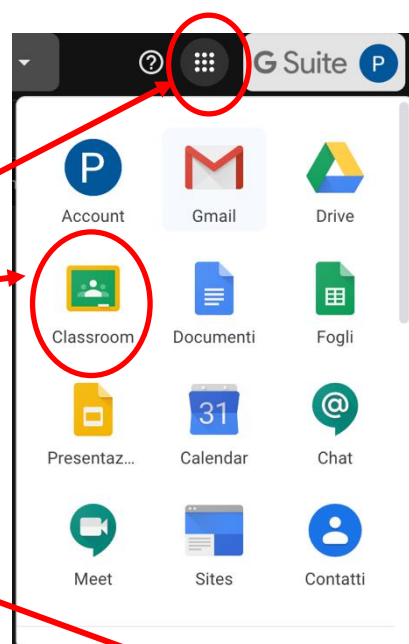 G Suite P
P
Account Gmail Drive
Classroom Documenti Fogli
31 @
Presentaz... Calendar Chat
Meet Sites Contatti